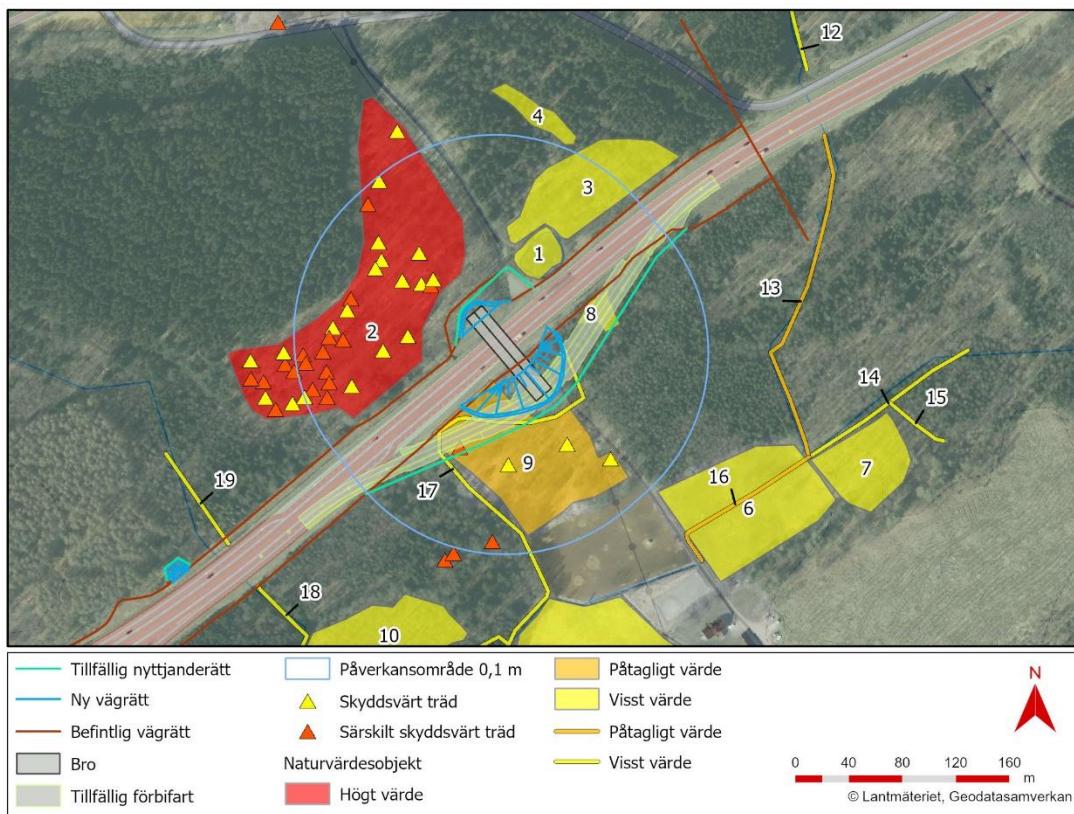 12
4
3
1
2
8
13
14
15
9
16
7
6
17
19
18
10
Tillfällig nyttjanderätt
Ny vägrätt
Befintlig vägrätt
Bro
Tillfällig förbifart
Påverkansområde 0,1 m
Skyddsvärt träd
Särskilt skyddsvärt träd
Naturvärdesobjekt
Högt värde
Påtagligt värde
Visst värde
Påtagligt värde
Visst värde
N
0 40 80 120 160
m
© Lantmäteriet, Geodatasamverkan